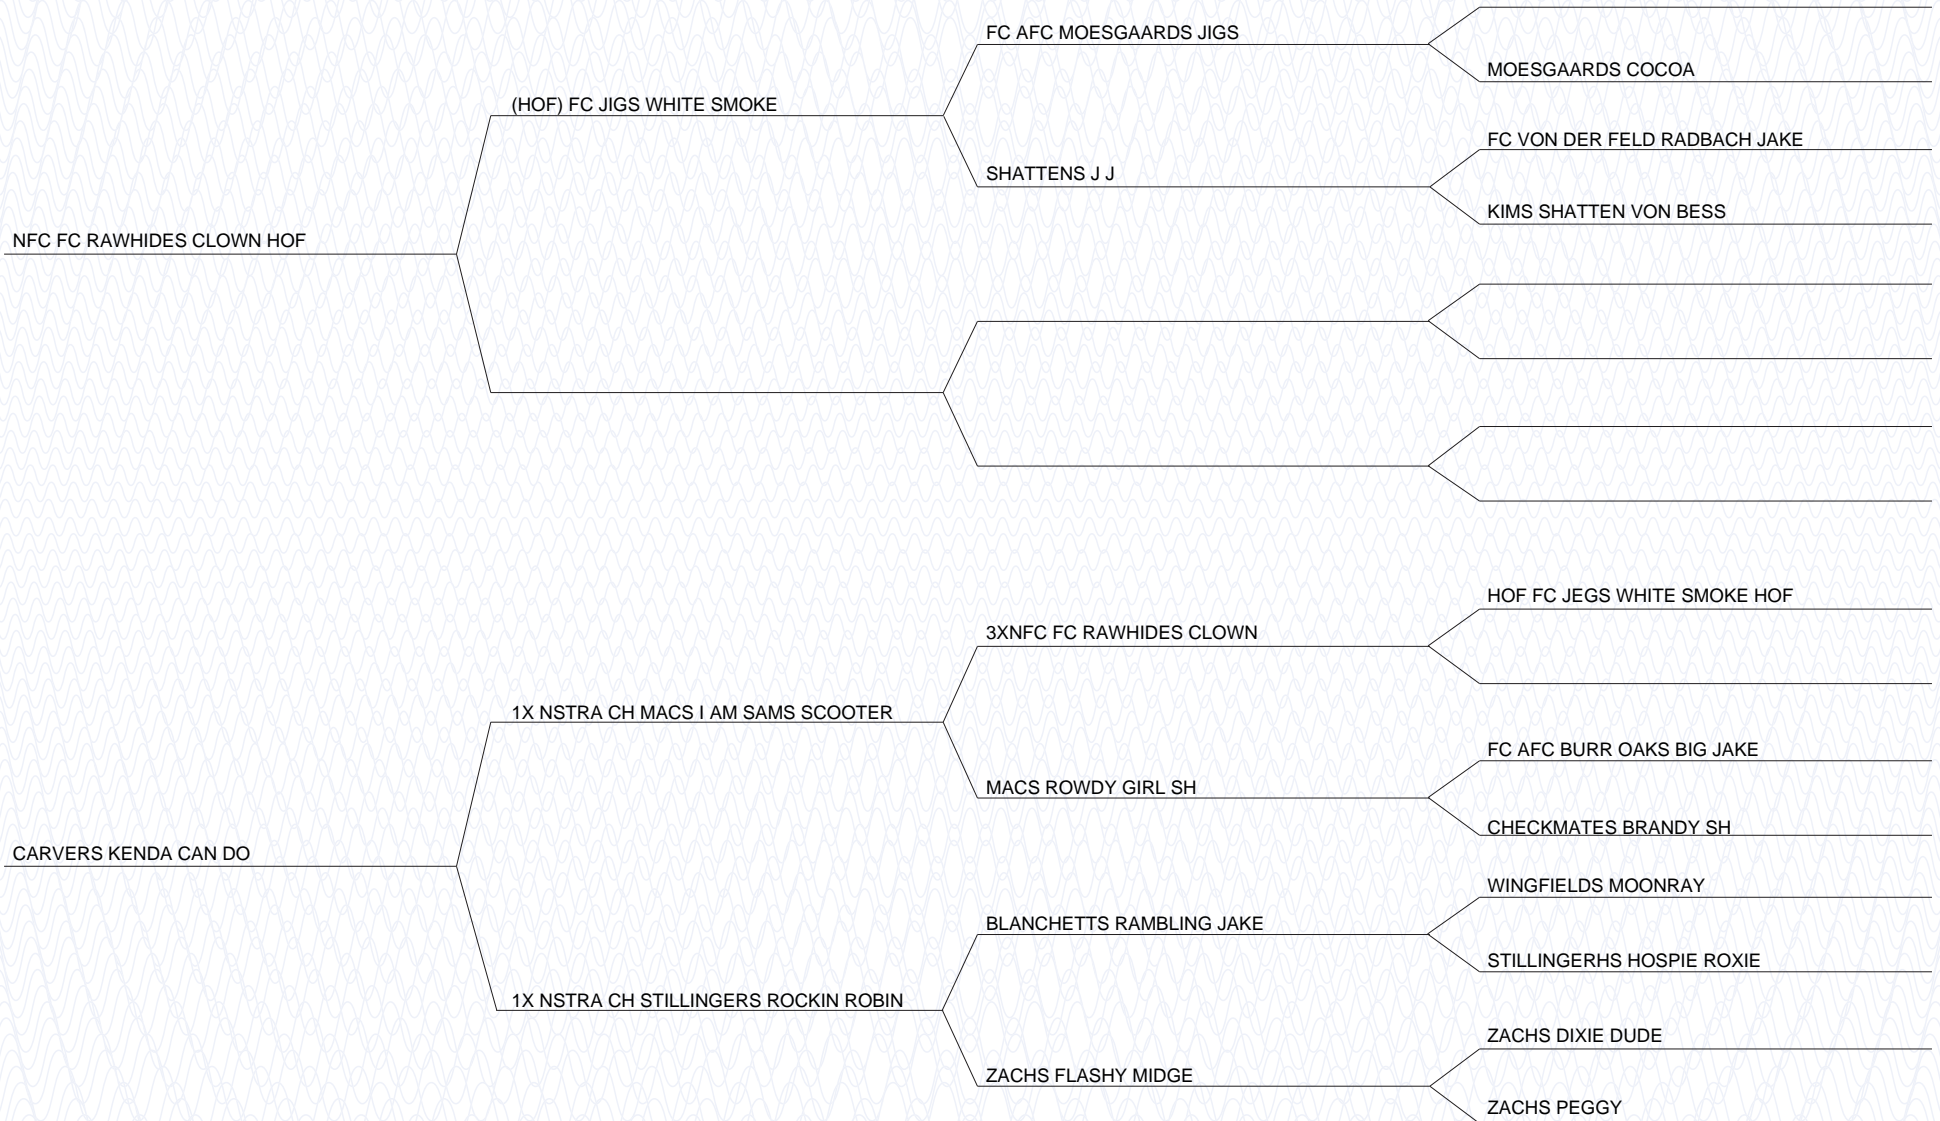 FC AFC MOESGAARDS JIGS
MOESGAARDS COCOA
(HOF) FC JIGS WHITE SMOKE
FC VON DER FELD RADBACH JAKE
SHATTENS J J
KIMS SHATTEN VON BESS
NFC FC RAWHIDES CLOWN HOF
HOF FC JEGS WHITE SMOKE HOF
3XNFC FC RAWHIDES CLOWN
1X NSTRA CH MACS I AM SAMS SCOOTER
FC AFC BURR OAKS BIG JAKE
MACS ROWDY GIRL SH
CHECKMATES BRANDY SH
CARVERS KENDA CAN DO
WINGFIELDS MOONRAY
BLANCHETTS RAMBLING JAKE
STILLINGERHS HOSPIE ROXIE
1X NSTRA CH STILLINGERS ROCKIN ROBIN
ZACHS DIXIE DUDE
ZACHS FLASHY MIDGE
ZACHS PEGGY